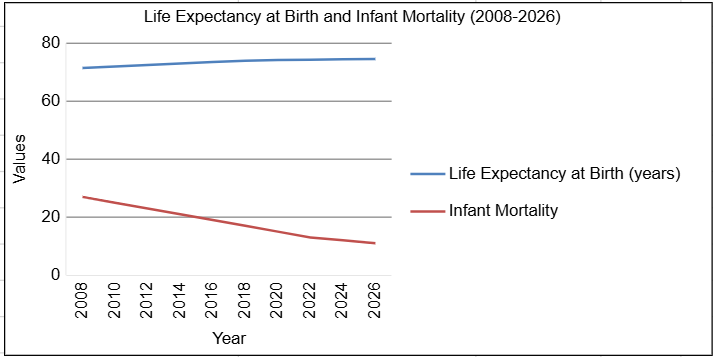 Life Expectancy at Birth and Infant Mortality (2008-2026)
80
60
40
20
0
Values
2008 2010 2012 2014 2016 2018 2020 2022 2024 2026
Year
Life Expectancy at Birth (years)
Infant Mortality